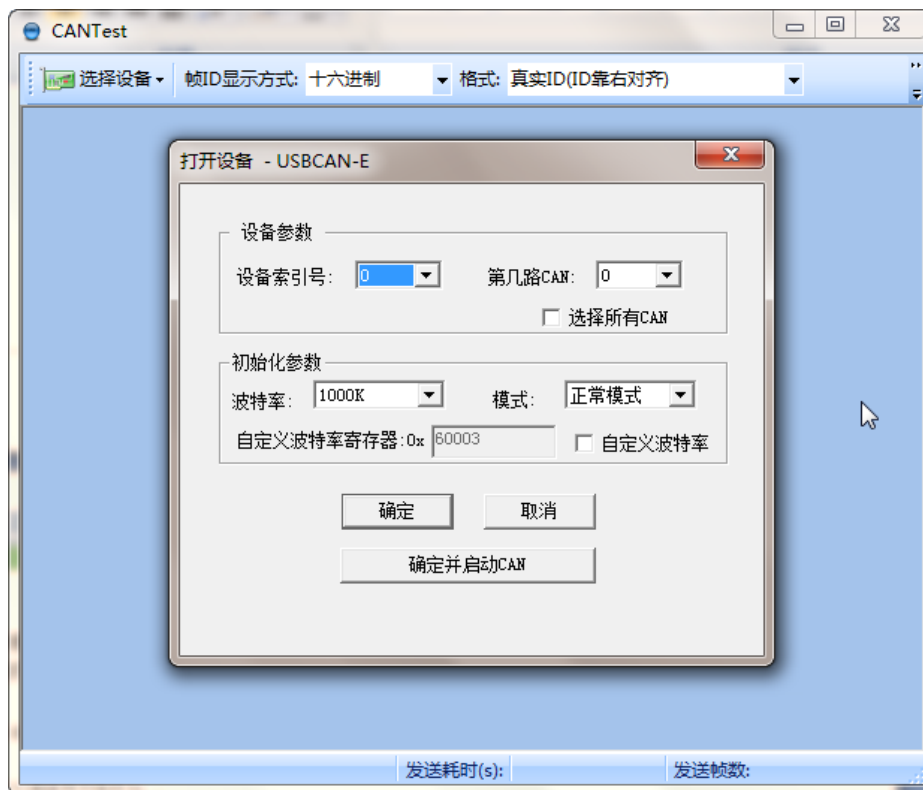 CANTest
选择设备 帧ID显示方式: 十六进制 格式: 真实ID(ID靠右对齐)
打开设备 - USBCAN-E
设备参数
设备索引号: 0 第几路CAN: 0
选择所有CAN
初始化参数
波特率: 1000K 模式: 正常模式
自定义波特率寄存器:0x 60003 自定义波特率
确定 取消
确定并启动CAN
发送耗时(s): 发送帧数: